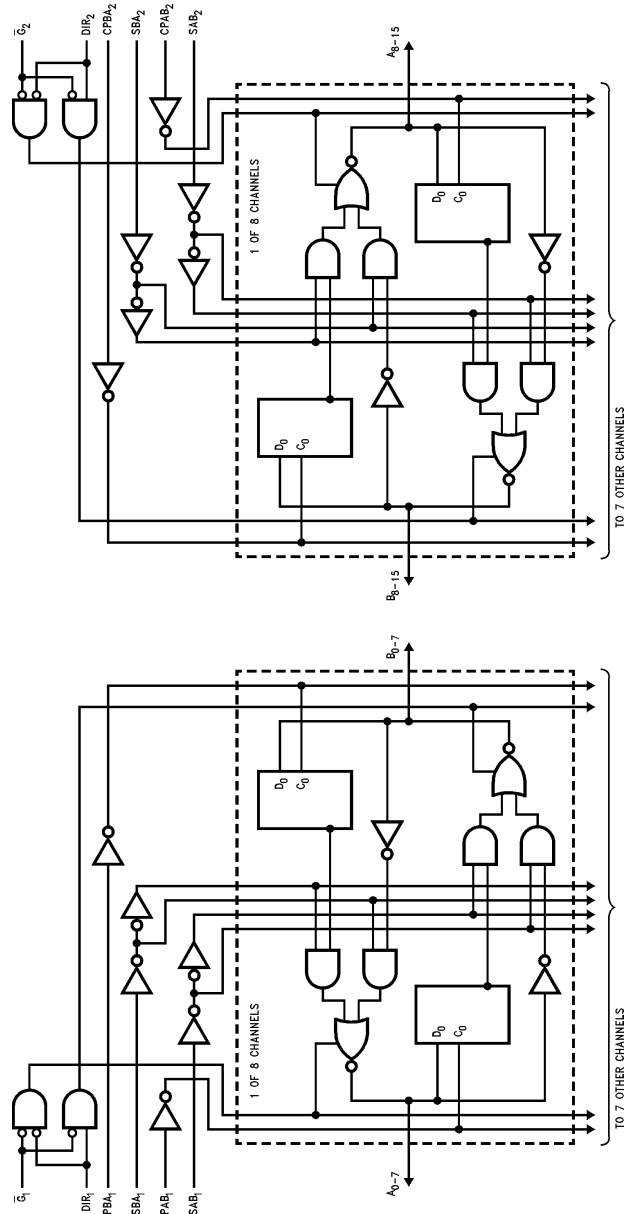 G̅2
DIR2
CPBA2
SBA2
CPAB2
SAB2
A8–15
1 OF 8 CHANNELS
D0
C0
D0
C0
B8–15
TO 7 OTHER CHANNELS
B0–7
D0
C0
1 OF 8 CHANNELS
D0
C0
A0–7
TO 7 OTHER CHANNELS
G̅1
DIR1
PBA1
SBA1
PAB1
SAB1